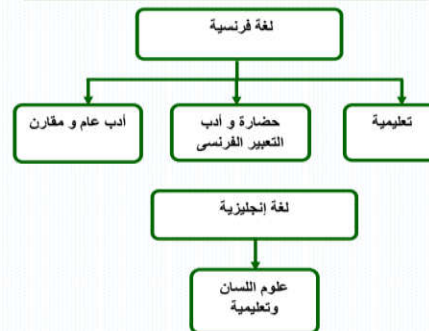 لغة فرنسية
تعليمية
حضارة و أدب
التعبير الفرنسى
أدب عام و مقارن
لغة إنجليزية
علوم اللسان
وتعليمية